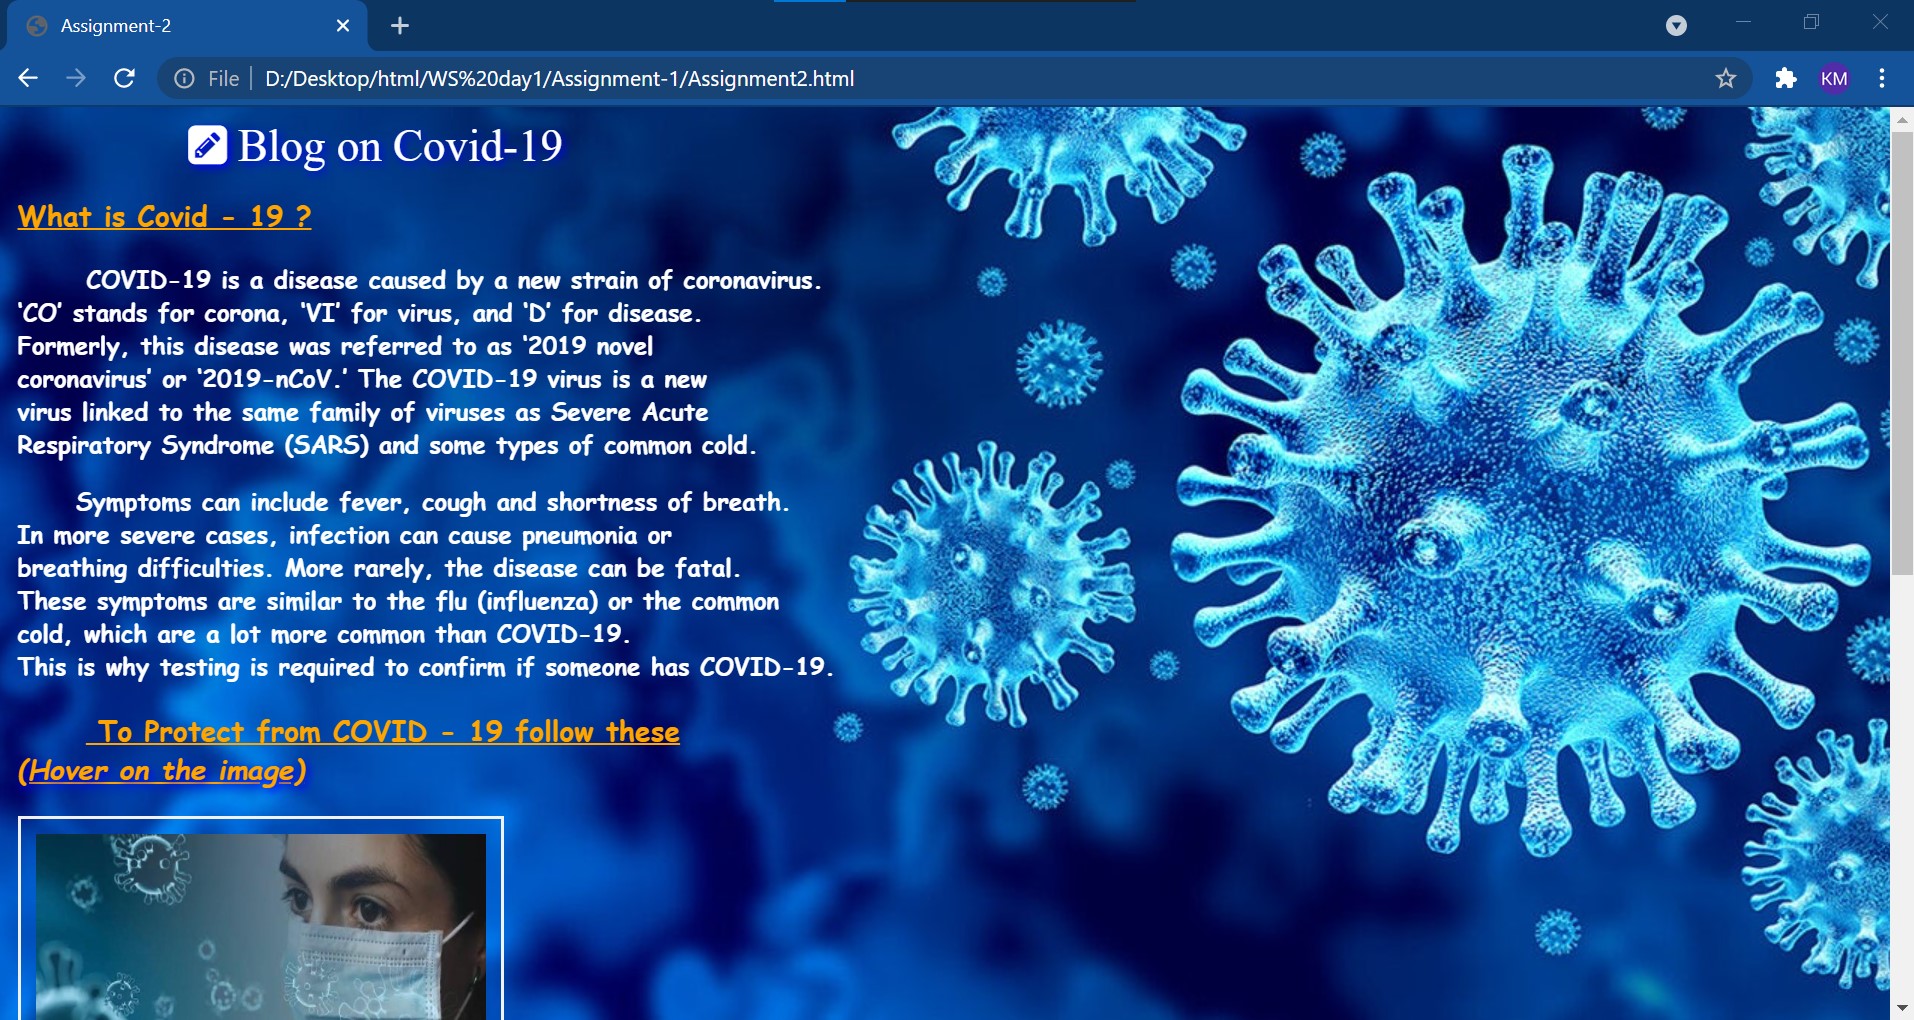 Assignment-2
File
D:/Desktop/html/WS%20day1/Assignment-1/Assignment2.html
KM
Blog on Covid-19
What is Covid - 19 ?
COVID-19 is a disease caused by a new strain of coronavirus.
‘CO’ stands for corona, ‘VI’ for virus, and ‘D’ for disease.
Formerly, this disease was referred to as ‘2019 novel
coronavirus’ or ‘2019-nCoV.’ The COVID-19 virus is a new
virus linked to the same family of viruses as Severe Acute
Respiratory Syndrome (SARS) and some types of common cold.
Symptoms can include fever, cough and shortness of breath.
In more severe cases, infection can cause pneumonia or
breathing difficulties. More rarely, the disease can be fatal.
These symptoms are similar to the flu (influenza) or the common
cold, which are a lot more common than COVID-19.
This is why testing is required to confirm if someone has COVID-19.
To Protect from COVID - 19 follow these
(Hover on the image)